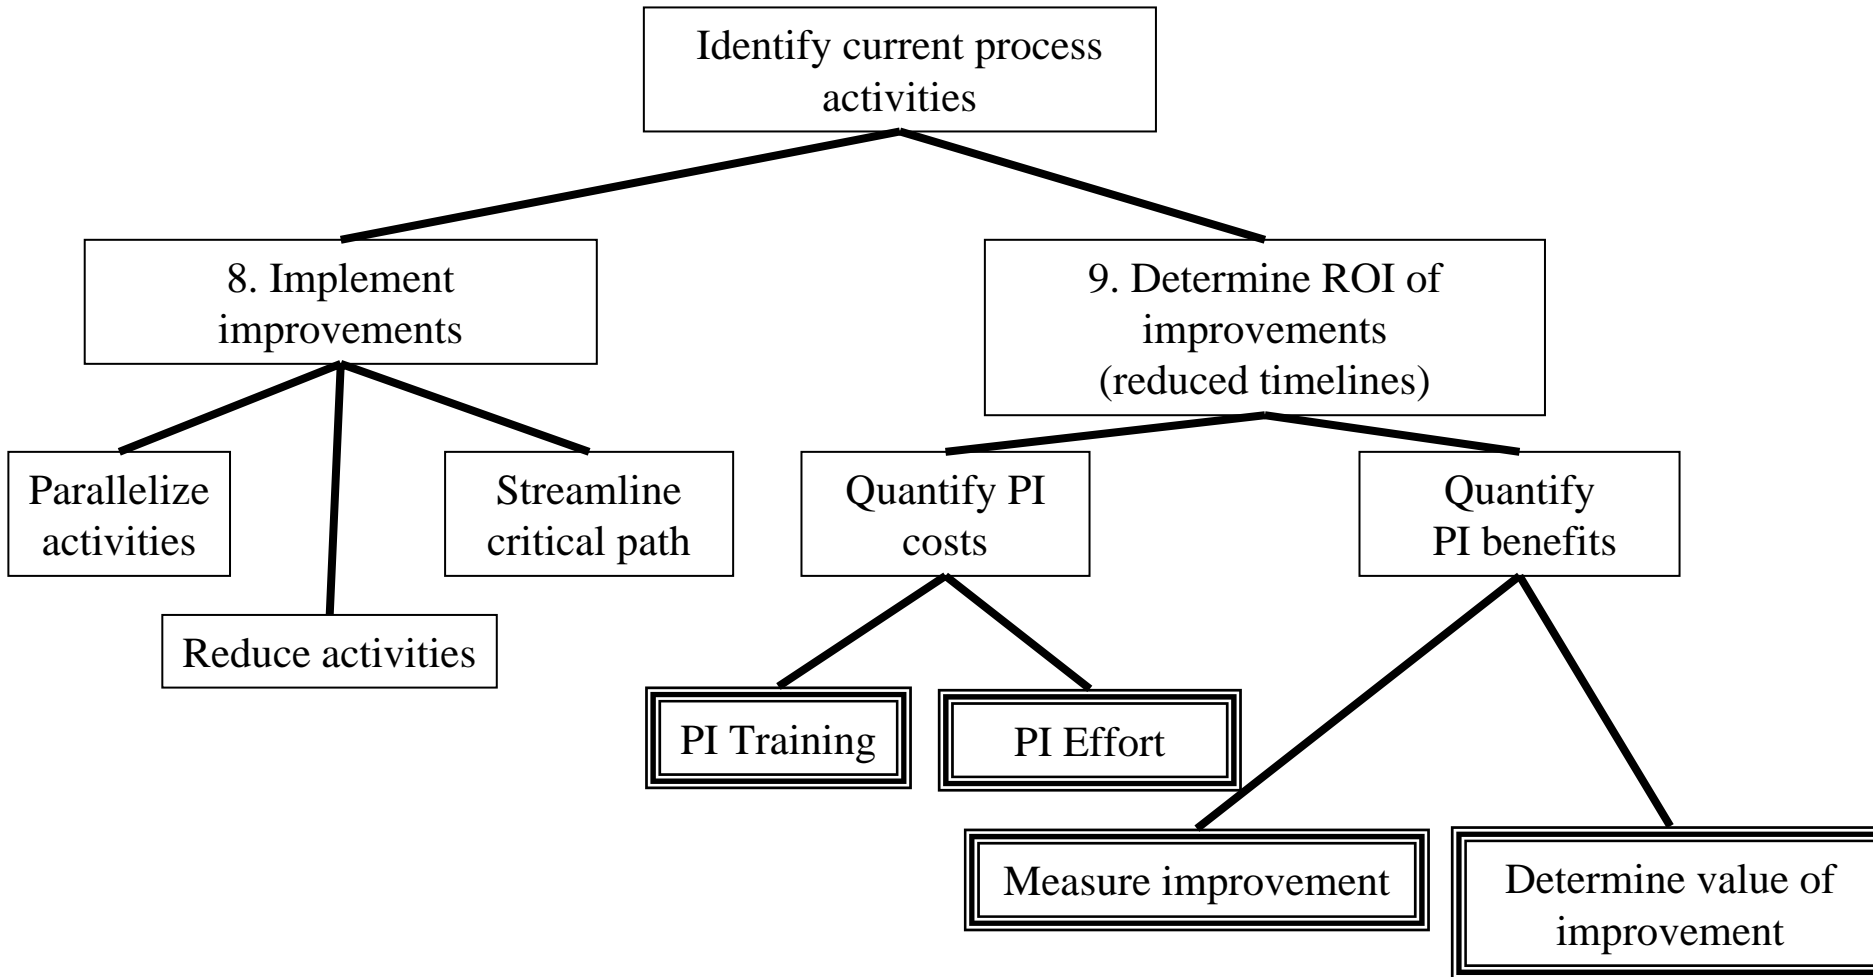 Identify current process
activities
8. Implement
improvements
9. Determine ROI of
improvements
(reduced timelines)
Parallelize
activities
Streamline
critical path
Quantify PI
costs
Quantify
PI benefits
Reduce activities
PI Training
PI Effort
Measure improvement
Determine value of
improvement